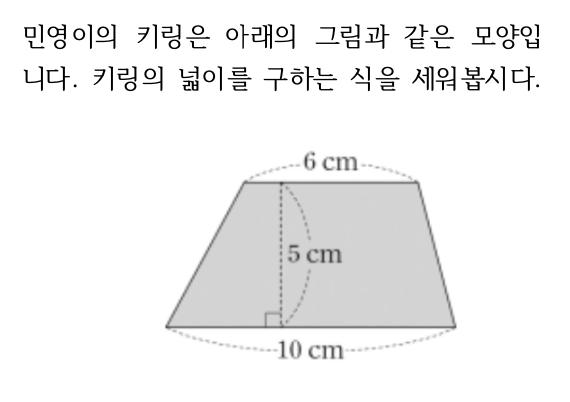 민영이의 키링은 아래의 그림과 같은 모양입
니다. 키링의 넓이를 구하는 식을 세워봅시다.
6 cm
5 cm
10 cm